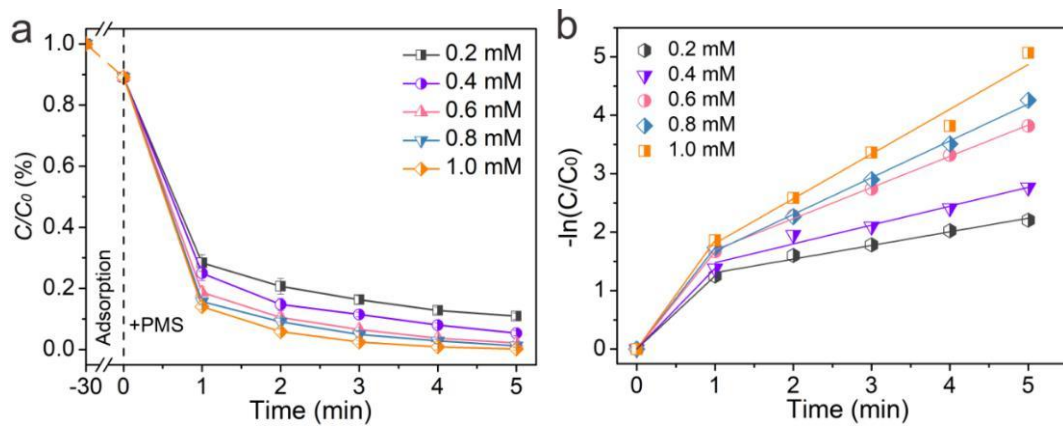 a
1.0
0.8
0.6
0.4
0.2
0.0
C/C₀ (%)
Adsorption
+PMS
0.2 mM
0.4 mM
0.6 mM
0.8 mM
1.0 mM
-30 0 1 2 3 4 5
Time (min)
b
5
4
3
2
1
0
-ln(C/C₀)
0.2 mM
0.4 mM
0.6 mM
0.8 mM
1.0 mM
0 1 2 3 4 5
Time (min)